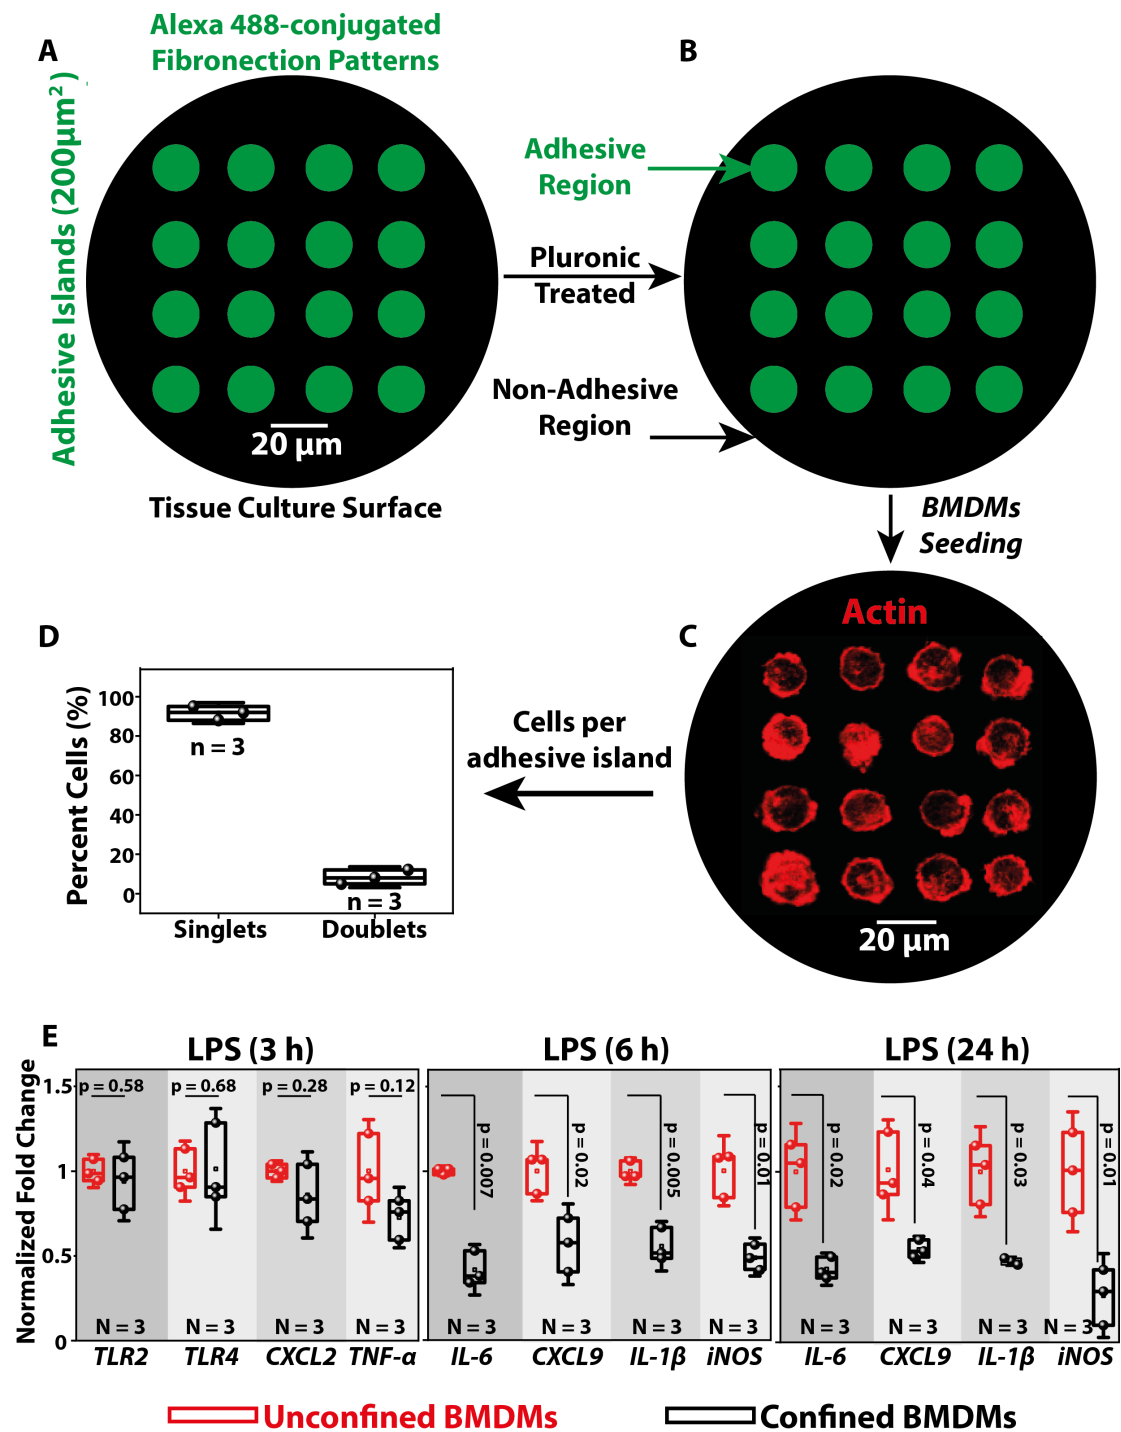 A
Alexa 488-conjugated
Fibronection Patterns
Adhesive Islands (200µm²)
20 µm
Tissue Culture Surface
B
Adhesive
Region
Pluronic
Treated
Non-Adhesive
Region
BMDMs
Seeding
C
Actin
20 µm
Cells per
adhesive island
D
Percent Cells (%)
100
80
60
40
20
0
n = 3
n = 3
Singlets
Doublets
E
LPS (3 h)
LPS (6 h)
LPS (24 h)
Normalized Fold Change
1.5
1
0.5
0
p = 0.58
p = 0.68
p = 0.28
p = 0.12
p = 0.007
p = 0.02
p = 0.005
p = 0.01
p = 0.02
p = 0.04
p = 0.03
p = 0.01
N = 3
N = 3
N = 3
N = 3
N = 3
N = 3
N = 3
N = 3
N = 3
N = 3
N = 3
N = 3
TLR2
TLR4
CXCL2
TNF-α
IL-6
CXCL9
IL-1β
iNOS
IL-6
CXCL9
IL-1β
iNOS
Unconfined BMDMs
Confined BMDMs